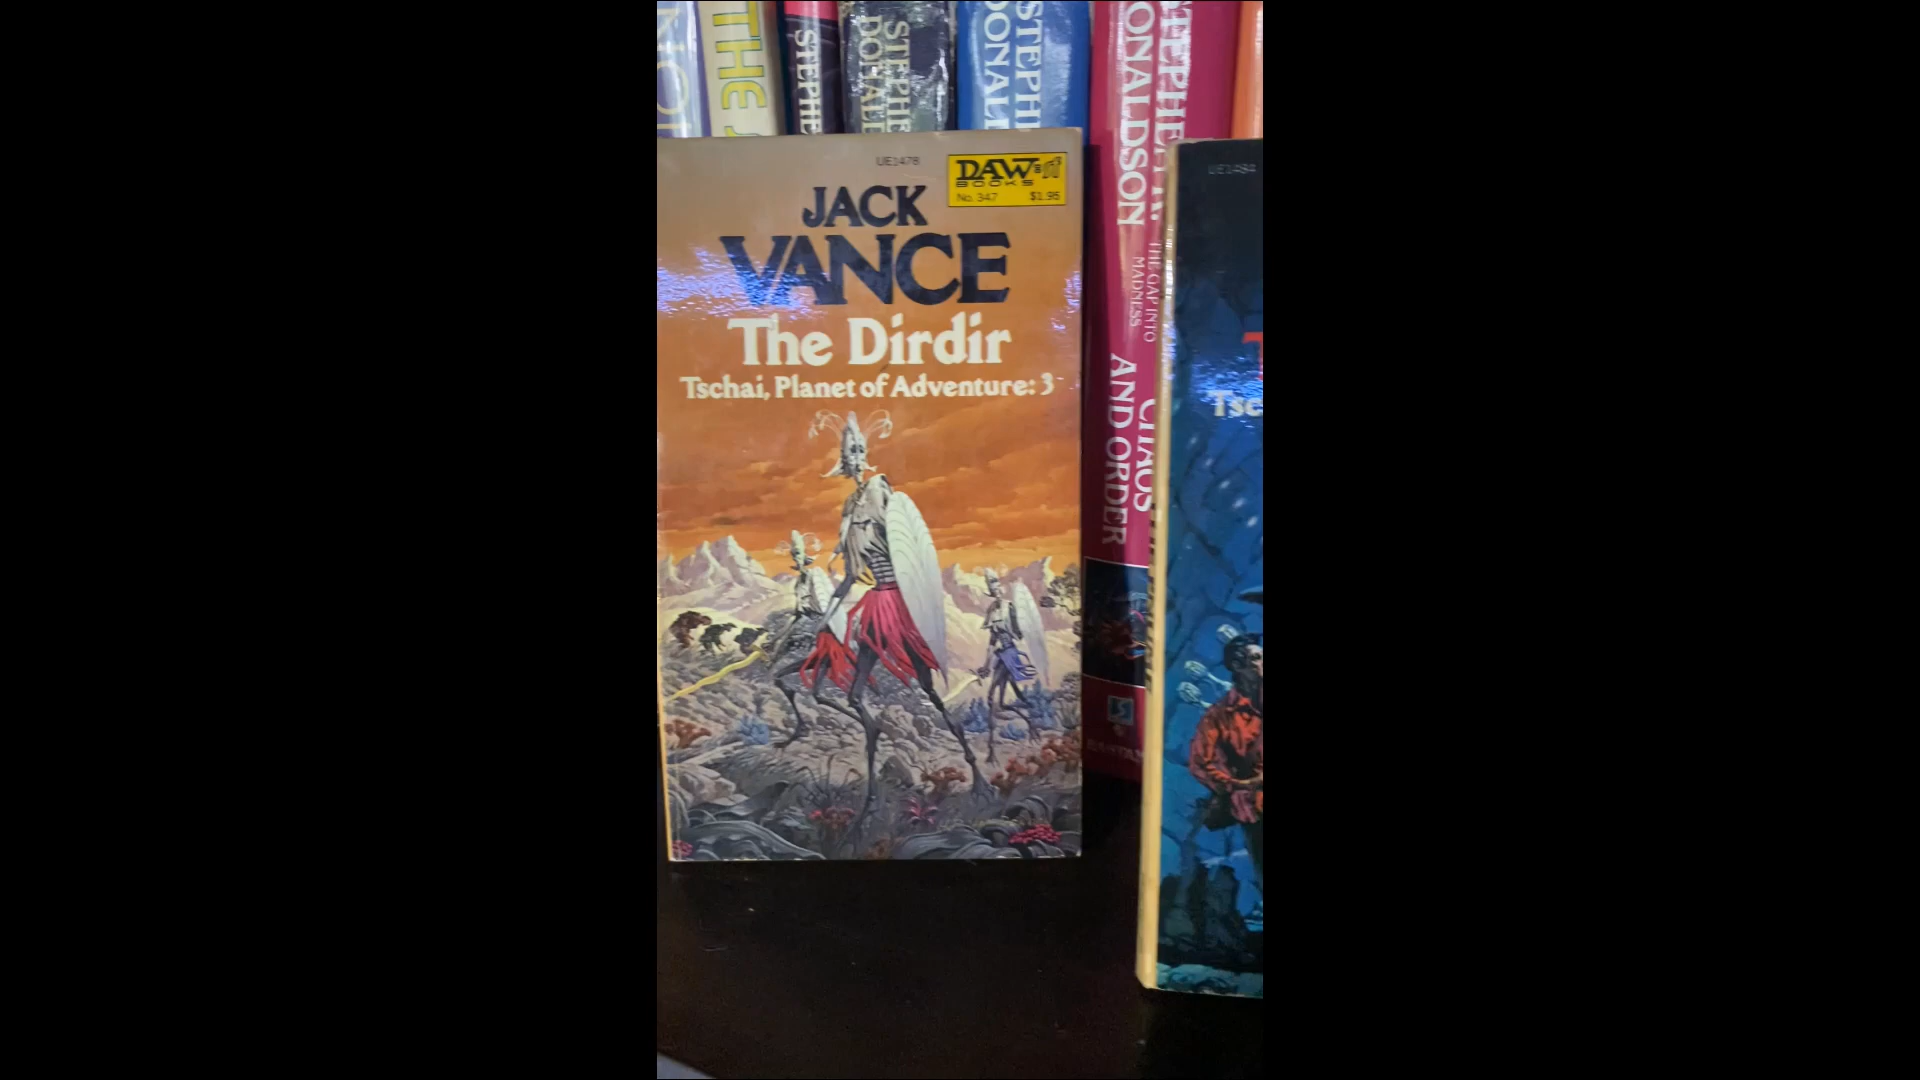 THE
STEPHE
STEPHE
DONALD
STEPHE
DONALD
STEPHEN R.
DONALDSON
THE GAP INTO
MADNESS
CHAOS
AND ORDER
UE1478
DAW
BOOKS
No. 347 $1.95
JACK
VANCE
The Dirdir
Tschai, Planet of Adventure: 3
UE1484
Tsc